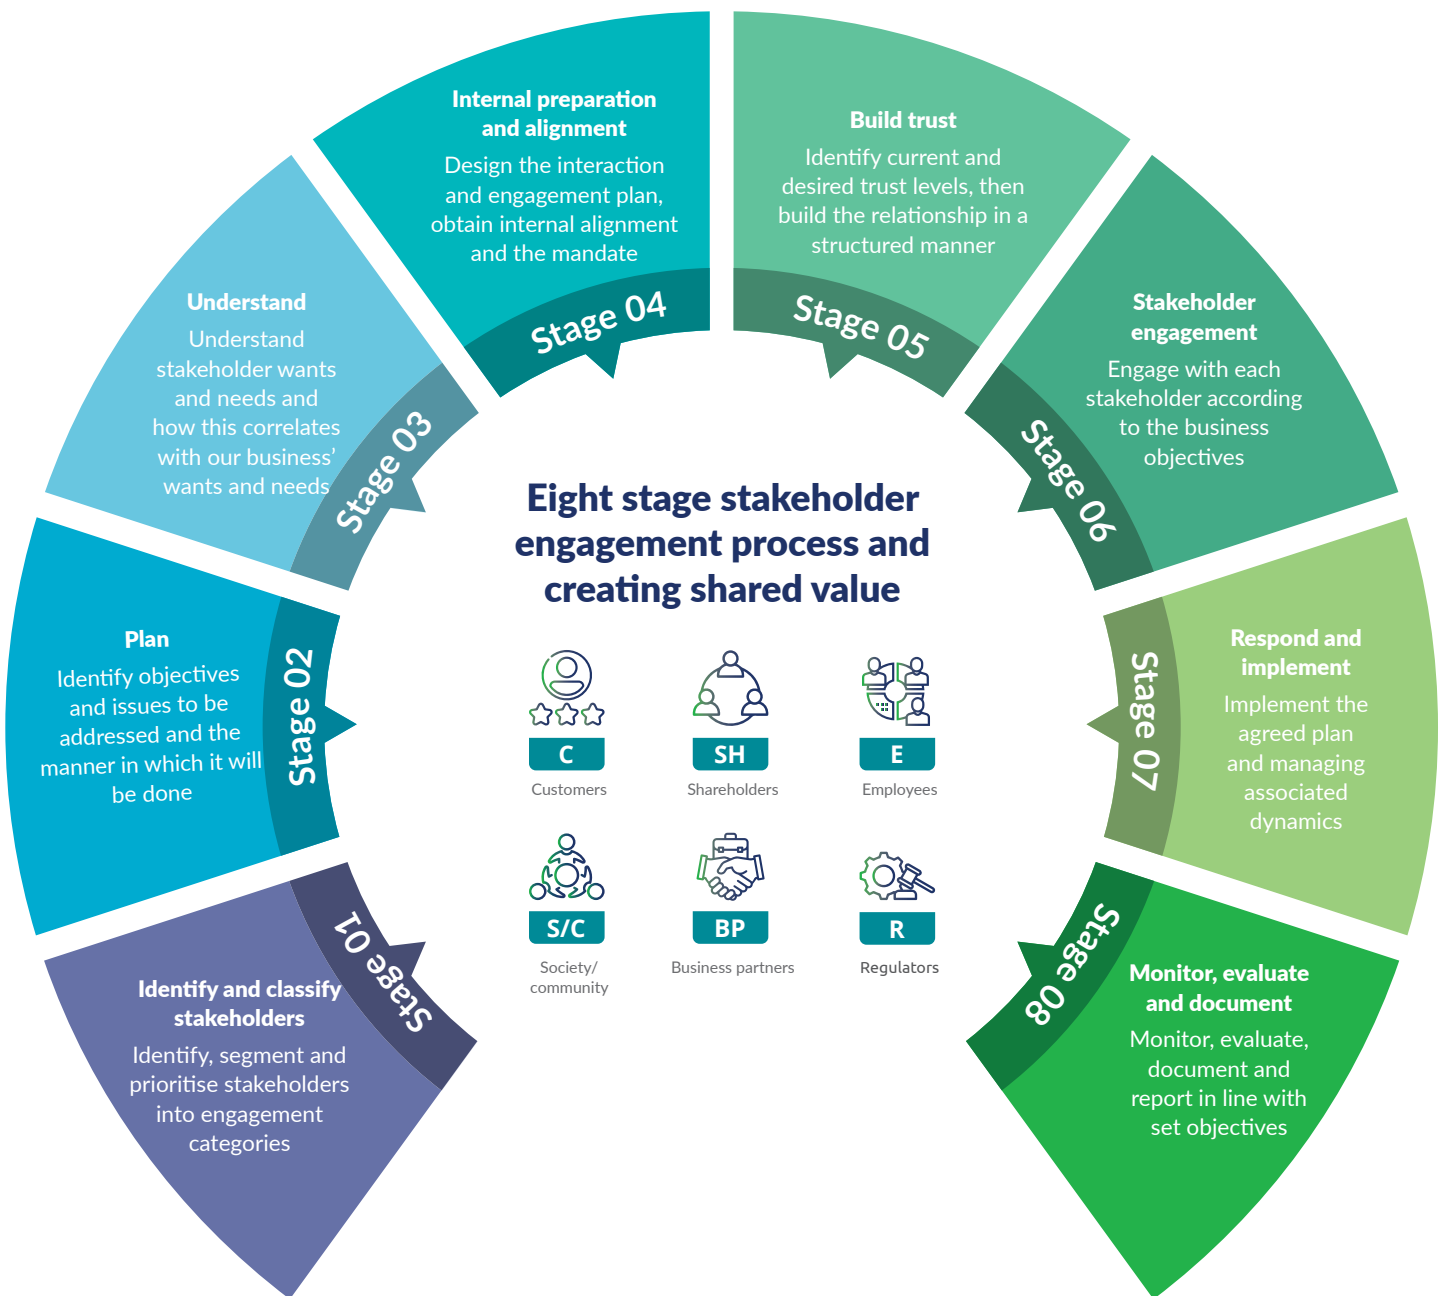 Eight stage stakeholder
engagement process and
creating shared value
C
Customers
SH
Shareholders
E
Employees
S/C
Society/
community
BP
Business partners
R
Regulators
Stage 01
Identify and classify
stakeholders
Identify, segment and
prioritise stakeholders
into engagement
categories
Stage 02
Plan
Identify objectives
and issues to be
addressed and the
manner in which it will
be done
Stage 03
Understand
Understand
stakeholder wants
and needs and
how this correlates
with our business’
wants and needs
Stage 04
Internal preparation
and alignment
Design the interaction
and engagement plan,
obtain internal alignment
and the mandate
Stage 05
Build trust
Identify current and
desired trust levels, then
build the relationship in a
structured manner
Stage 06
Stakeholder
engagement
Engage with each
stakeholder according
to the business
objectives
Stage 07
Respond and
implement
Implement the
agreed plan
and managing
associated
dynamics
Stage 08
Monitor, evaluate
and document
Monitor, evaluate,
document and
report in line with
set objectives